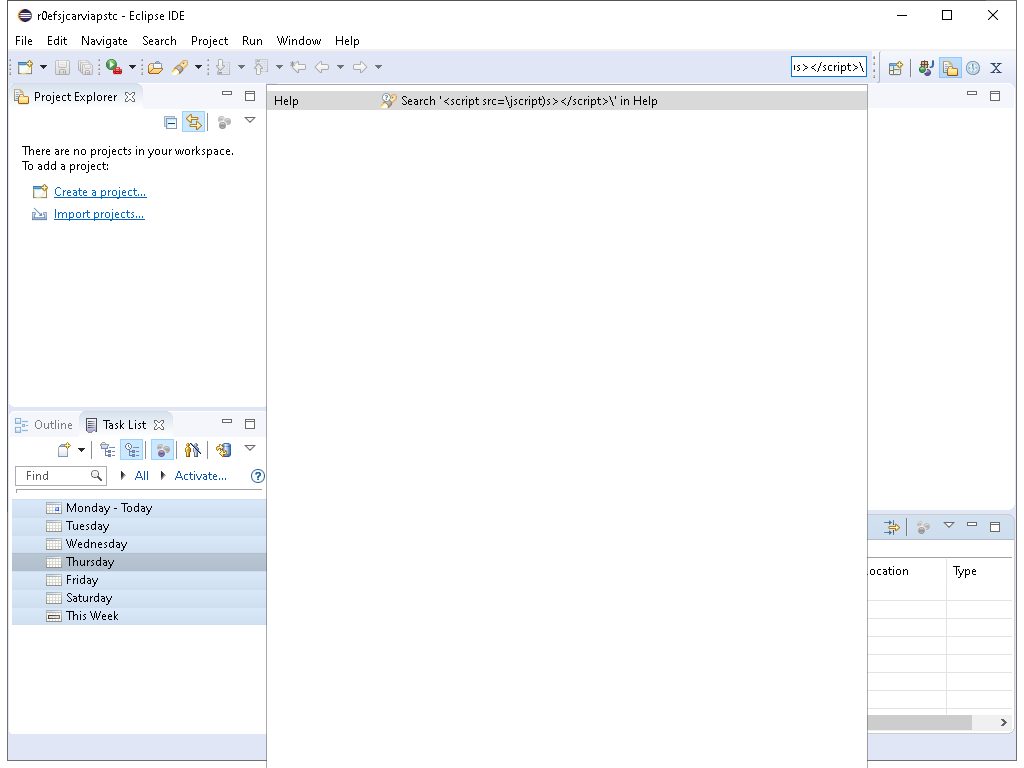 r0efsjcarviapstc - Eclipse IDE
File Edit Navigate Search Project Run Window Help
s></script>\
X
Project Explorer
Help Search '<script src=\jscript)s></script>\' in Help
There are no projects in your workspace.
To add a project:
Create a project...
Import projects...
Outline Task List
Find All Activate... ?
Monday - Today
Tuesday
Wednesday
Thursday
Friday
Saturday
This Week
ocation Type